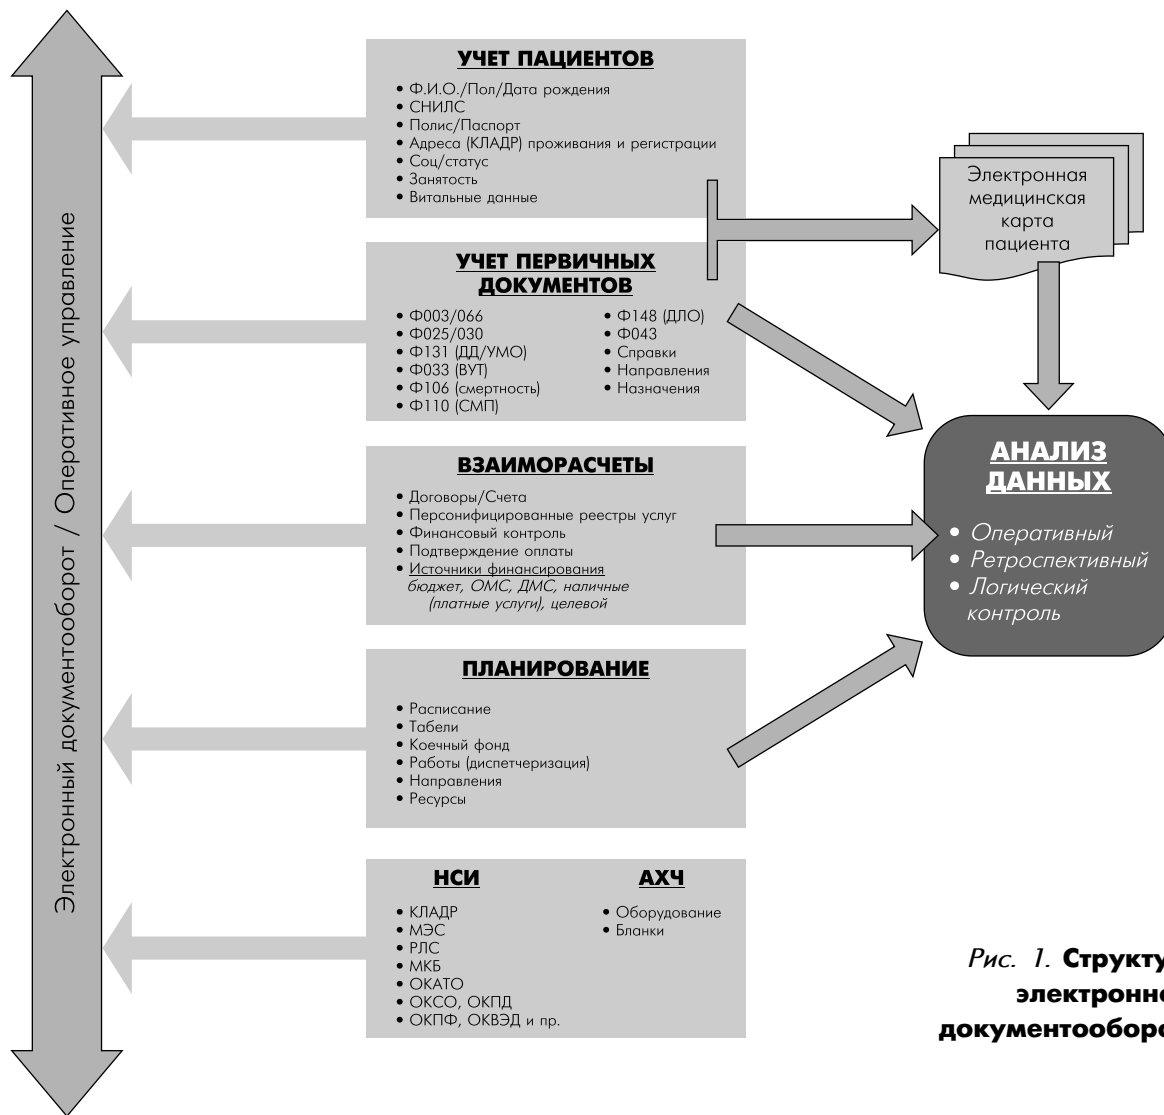 Электронный документооборот / Оперативное управление
УЧЕТ ПАЦИЕНТОВ
• Ф.И.О./Пол/Дата рождения
• СНИЛС
• Полис/Паспорт
• Адреса (КЛАДР) проживания и регистрации
• Соц/статус
• Занятость
• Витальные данные
Электронная
медицинская
карта
пациента
УЧЕТ ПЕРВИЧНЫХ
ДОКУМЕНТОВ
• Ф003/066
• Ф025/030
• Ф131 (ДД/УМО)
• Ф033 (ВУТ)
• Ф106 (смертность)
• Ф110 (СМП)
• Ф148 (ДЛО)
• Ф043
• Справки
• Направления
• Назначения
ВЗАИМОРАСЧЕТЫ
• Договоры/Счета
• Персонифицированные реестры услуг
• Финансовый контроль
• Подтверждение оплаты
• Источники финансирования
бюджет, ОМС, ДМС, наличные
(платные услуги), целевой
АНАЛИЗ
ДАННЫХ
• Оперативный
• Ретроспективный
• Логический
контроль
ПЛАНИРОВАНИЕ
• Расписание
• Табели
• Коечный фонд
• Работы (диспетчеризация)
• Направления
• Ресурсы
НСИ
• КЛАДР
• МЭС
• РЛС
• МКБ
• ОКАТО
• ОКСО, ОКПД
• ОКПФ, ОКВЭД и пр.
АХЧ
• Оборудование
• Бланки
Рис. 1. Структу
электронно
документооборо